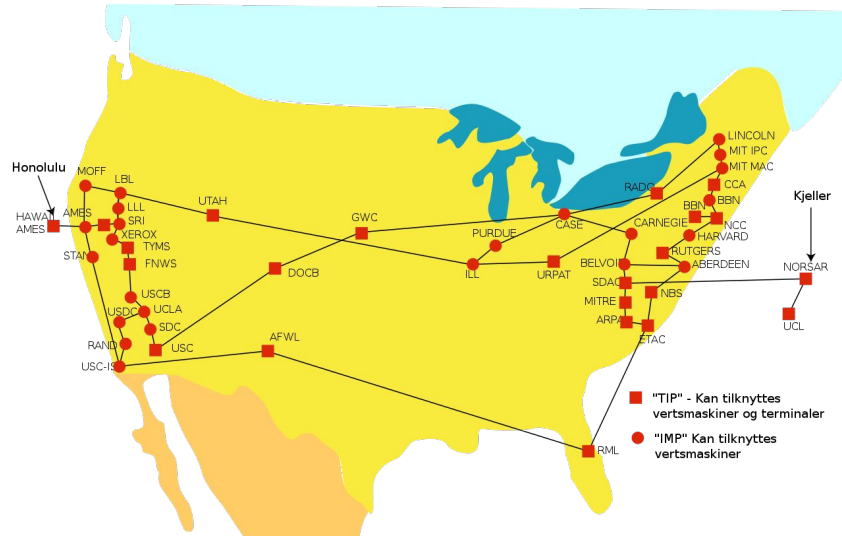 LINCOLN
MIT IPC
Honolulu
MOFF
MIT MAC
LBL
CCA
RADC
Kjeller
UTAH
LLL
BBN
HAWAI
AMES
AMES
SRI
GWC
BBN
CASE
CARNEGIE
NCC
XEROX
PURDUE
HARVARD
TYMS
RUTGERS
STAN
FNWS
DOCB
ILL
URPAT
BELVOI
ABERDEEN
NORSAR
SDAC
USCB
NBS
MITRE
USDC
UCLA
ARPA
UCL
SDC
ETAC
RAND
USC
AFWL
USC-IS
"TIP" - Kan tilknyttes
vertsmaskiner og terminaler
"IMP" Kan tilknyttes
vertsmaskiner
RML